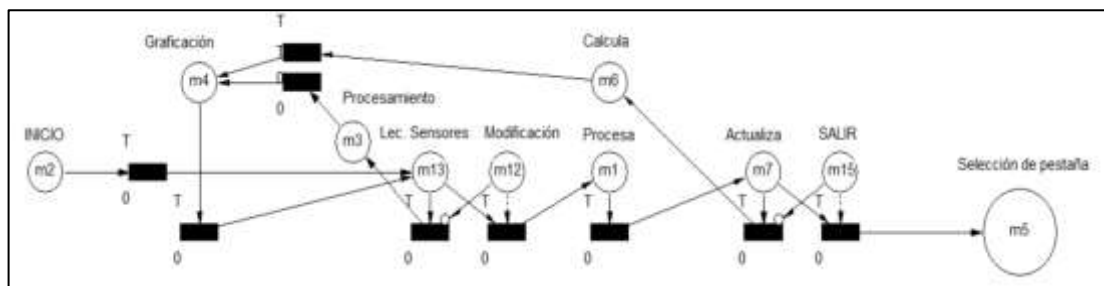 T
Graficación
Calcula
T
m4
0
m6
0
Procesamiento
INICIO
T
m3
Lec. Sensores
Modificación
Procesa
Actualiza
SALIR
Selección de pestaña
m2
m13
m12
m1
m7
m15
0
T
T
T
T
T
T
m5
0
0
0
0
0
0